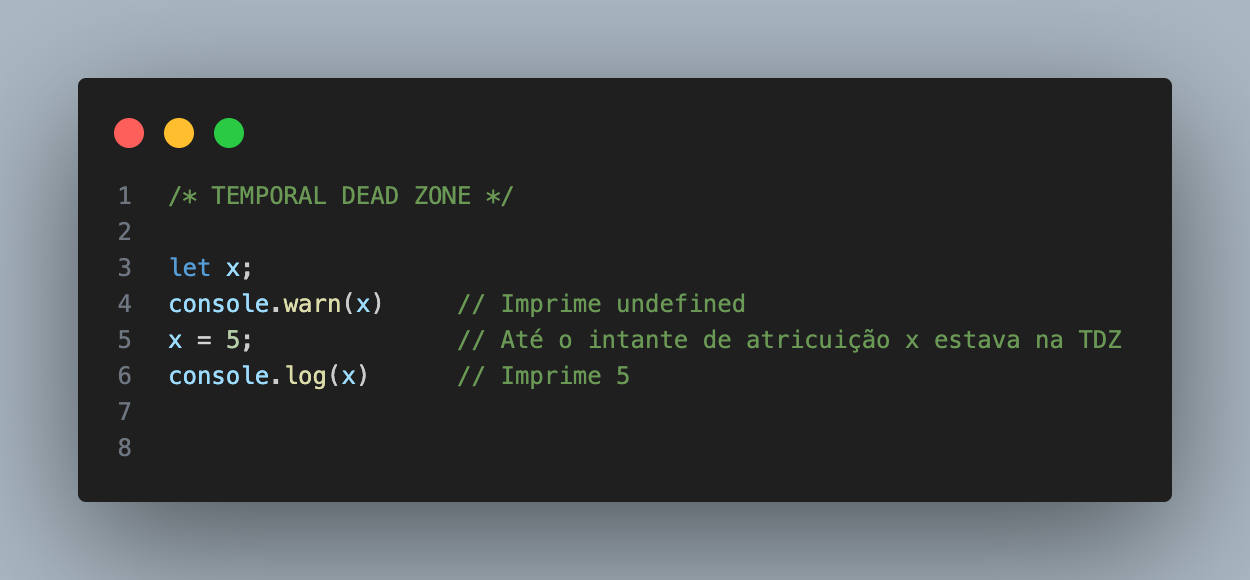 1 /* TEMPORAL DEAD ZONE */
2
3 let x;
4 console.warn(x) // Imprime undefined
5 x = 5; // Até o intante de atricuição x estava na TDZ
6 console.log(x) // Imprime 5
7
8